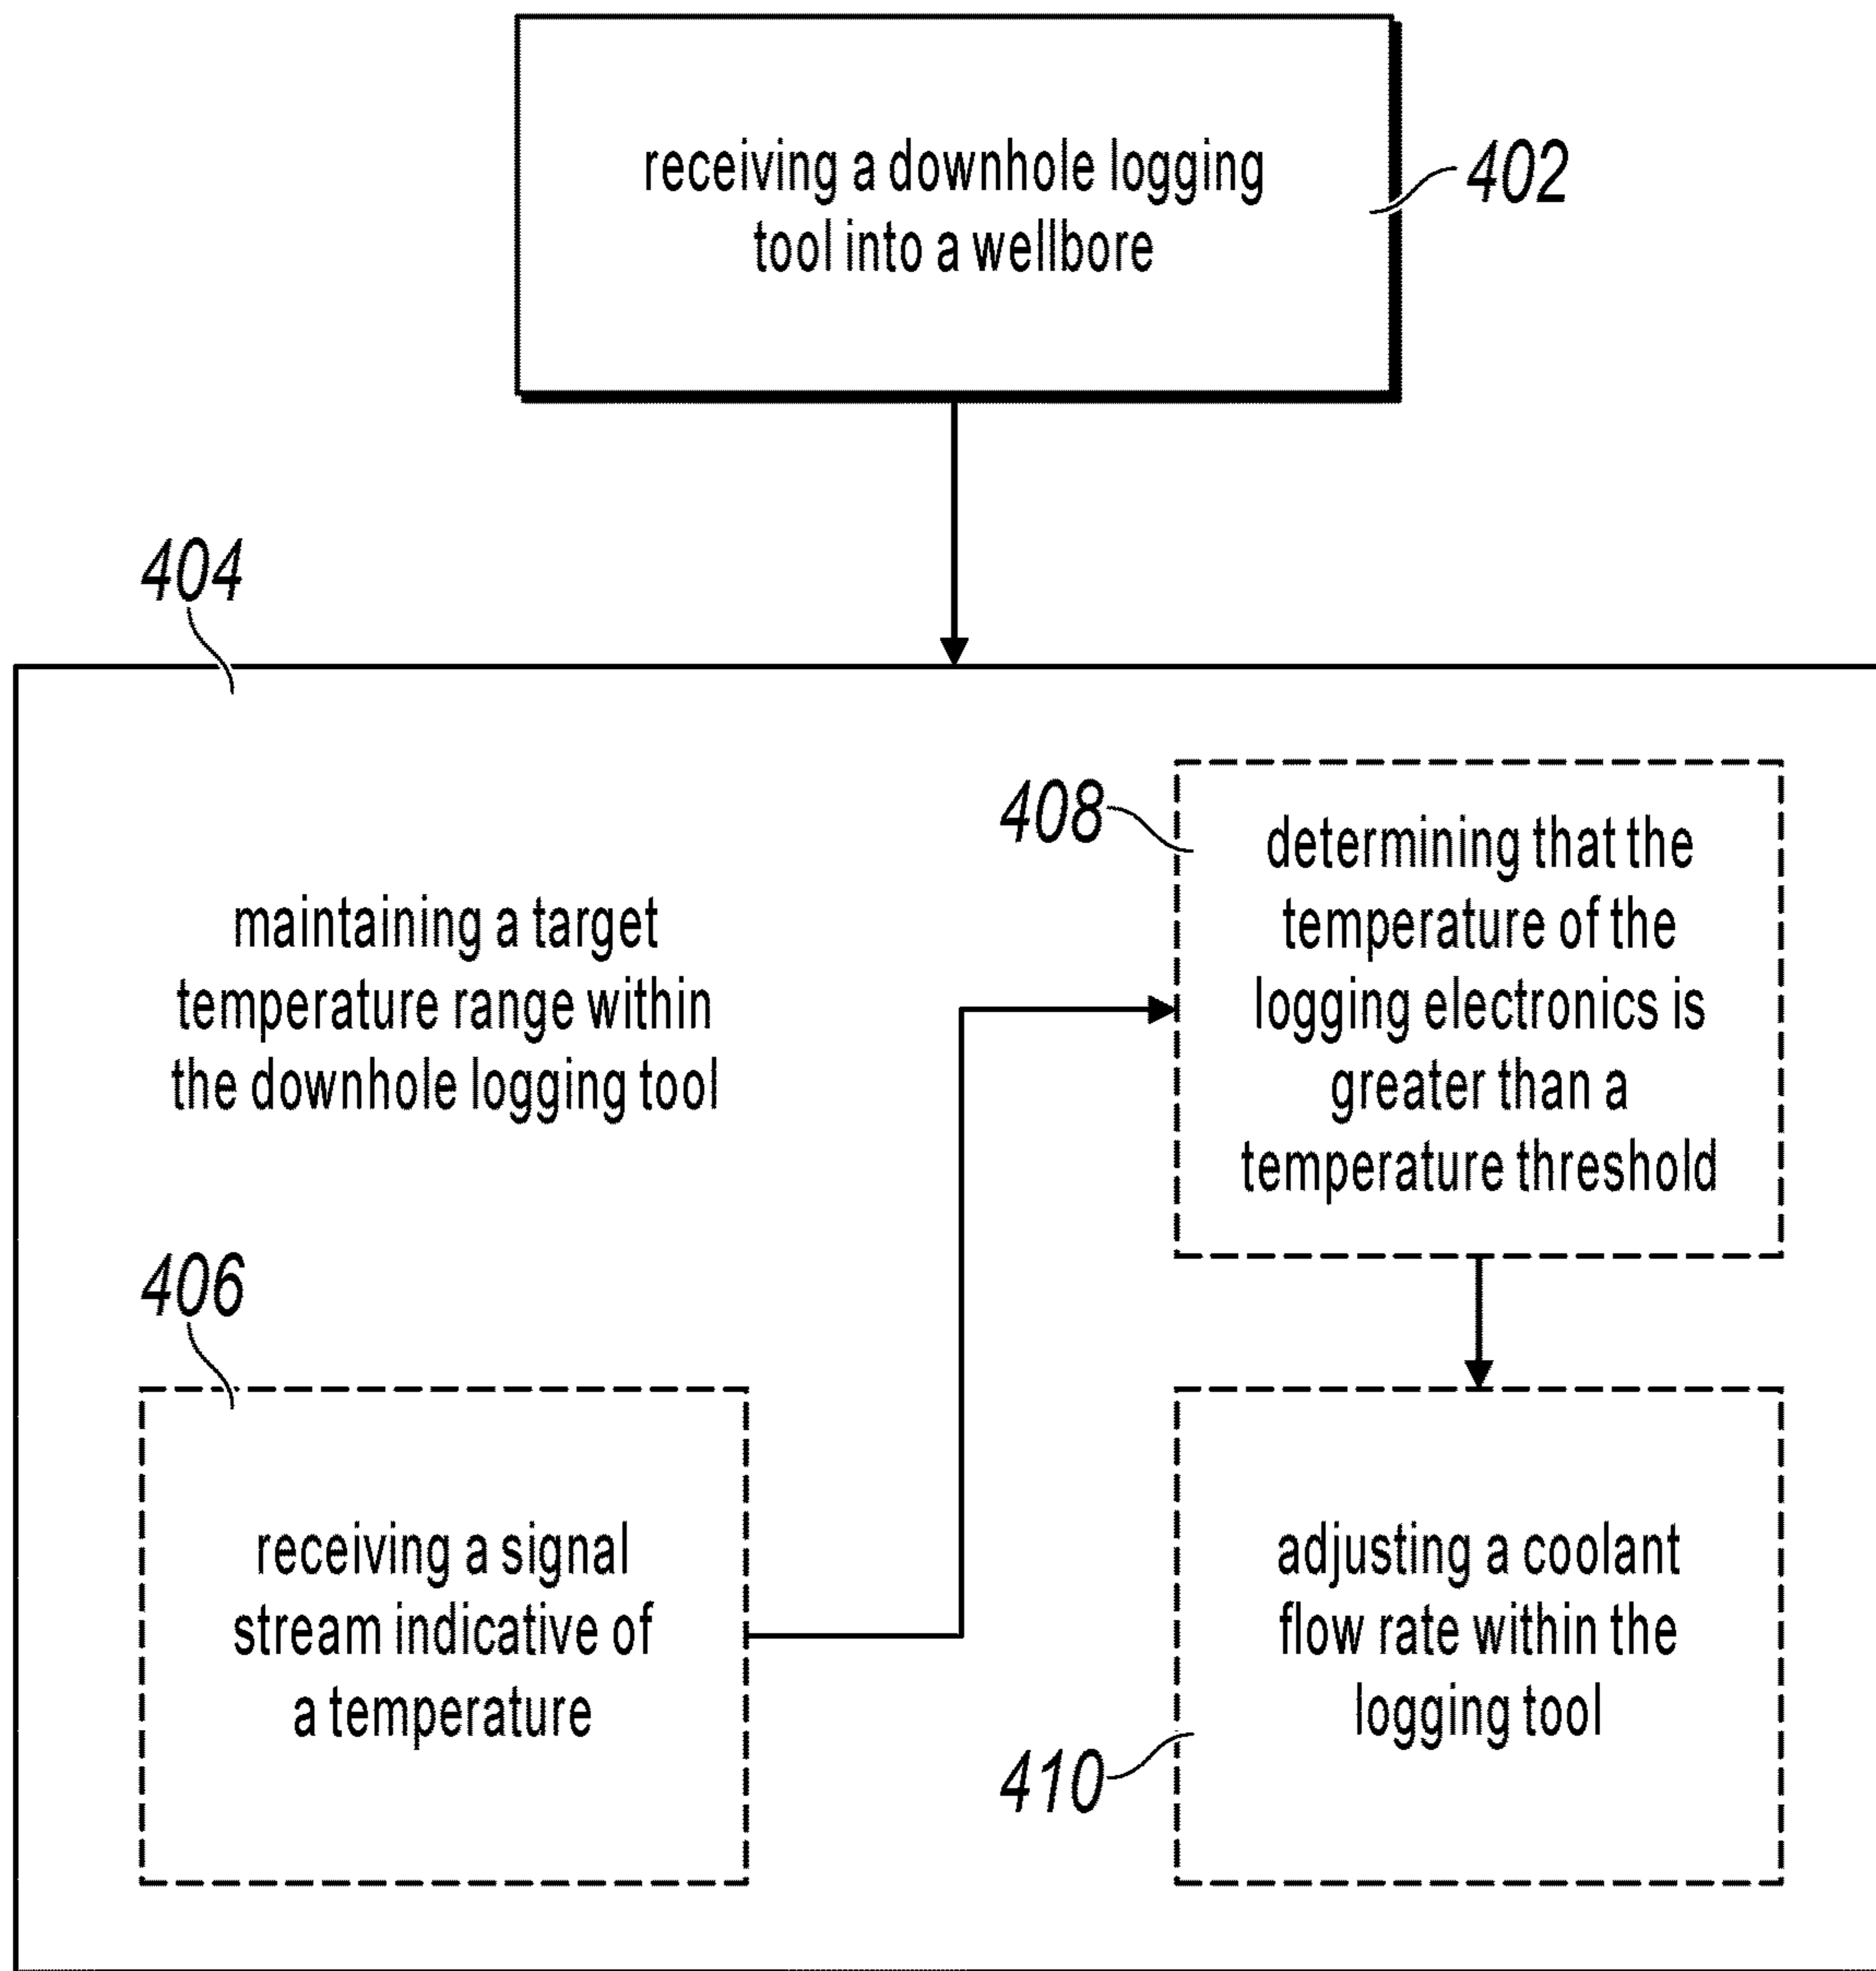 receiving a downhole logging
tool into a wellbore
402
404
maintaining a target
temperature range within
the downhole logging tool
406
receiving a signal
stream indicative of
a temperature
408
determining that the
temperature of the
logging electronics is
greater than a
temperature threshold
adjusting a coolant
flow rate within the
logging tool
410